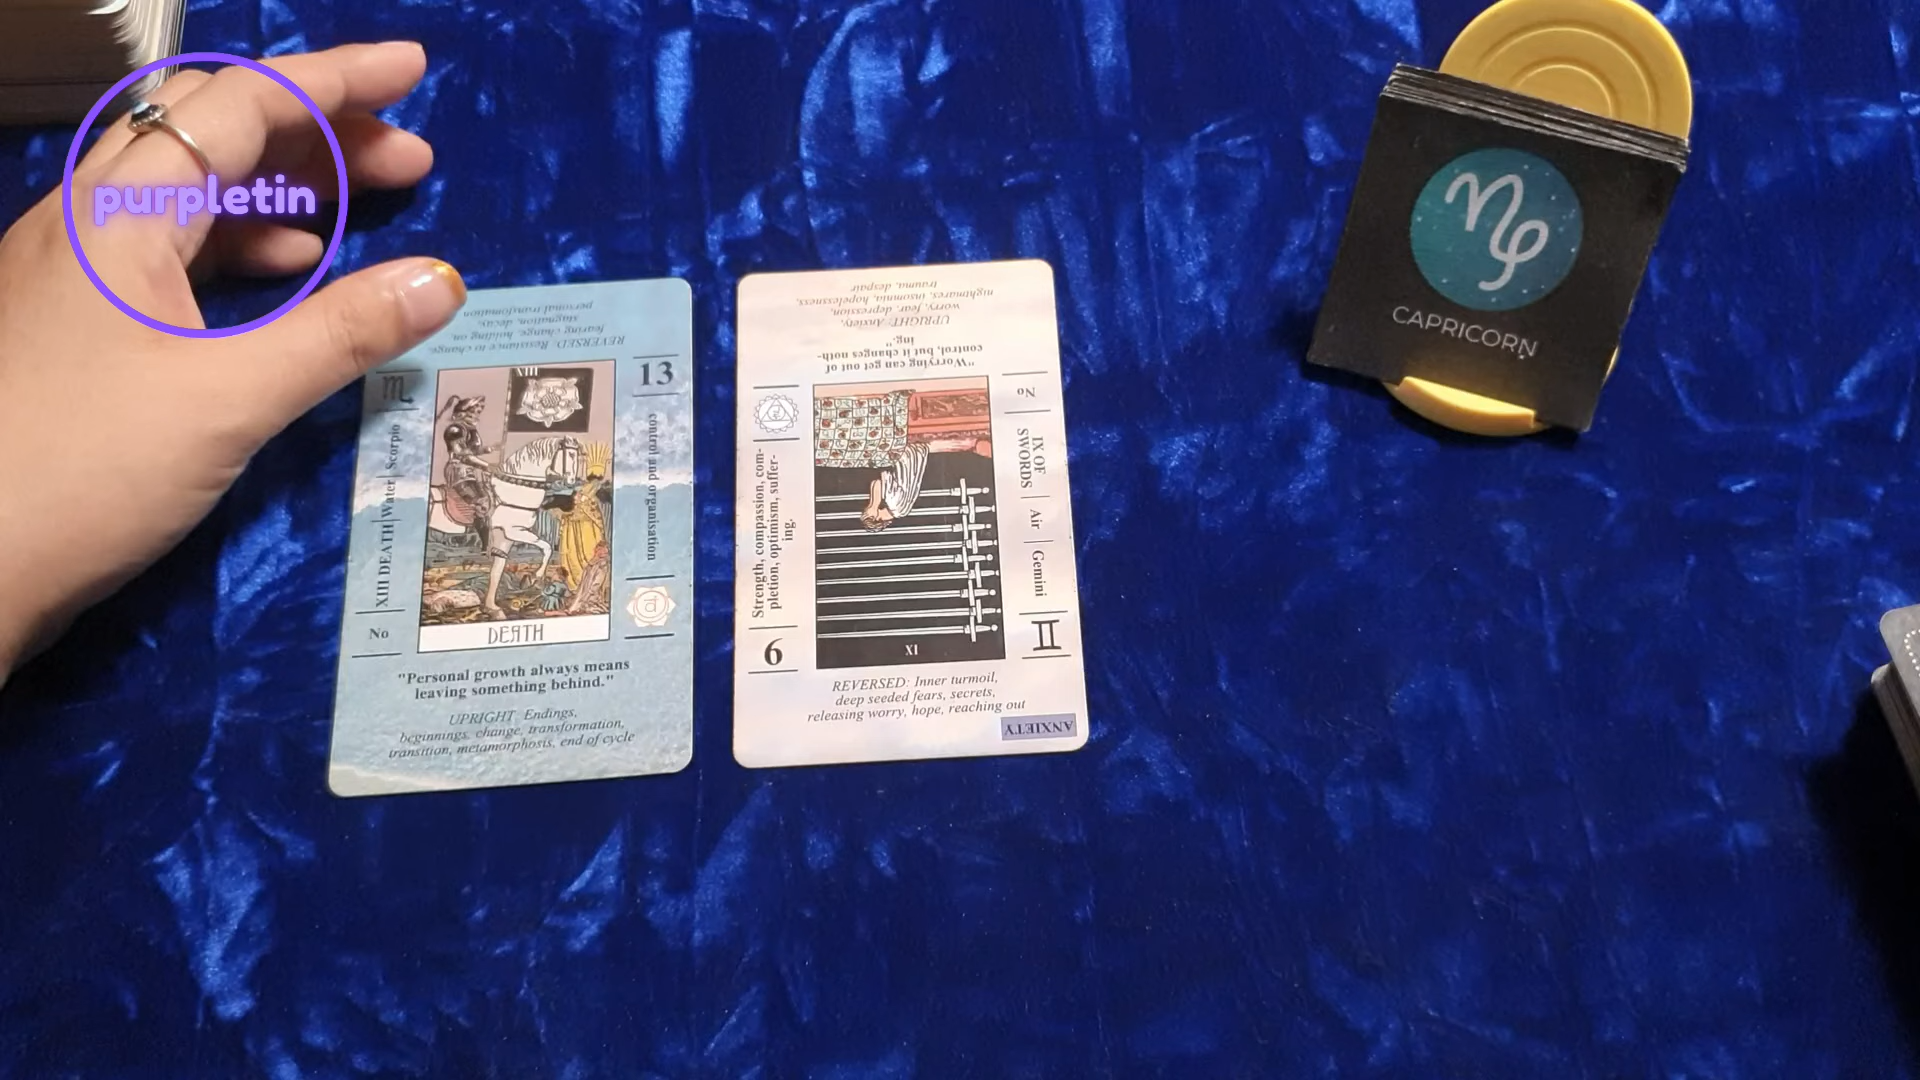 purpletin
CAPRICORN
REVERSED: Resistance to change,
fearing change, holding on,
stagnation, decay,
personal transfomation
13
XIII
XIII DEATH | Water | Scorpio
control and organisation
No
DEATH
"Personal growth always means
leaving something behind."
UPRIGHT: Endings,
beginnings, change, transformation,
transition, metamorphosis, end of cycle
UPRIGHT: Anxiety,
worry, fear, depression,
nightmares, insomnia, hopelessness,
trauma, despair
"Worrying can get out of
control, but it changes noth-
ing."
No
IX OF
SWORDS | Air | Gemini
Strength, compassion, com-
pletion, optimism, suffer-
ing.
6
IX
REVERSED: Inner turmoil,
deep seeded fears, secrets,
releasing worry, hope, reaching out
ANXIETY